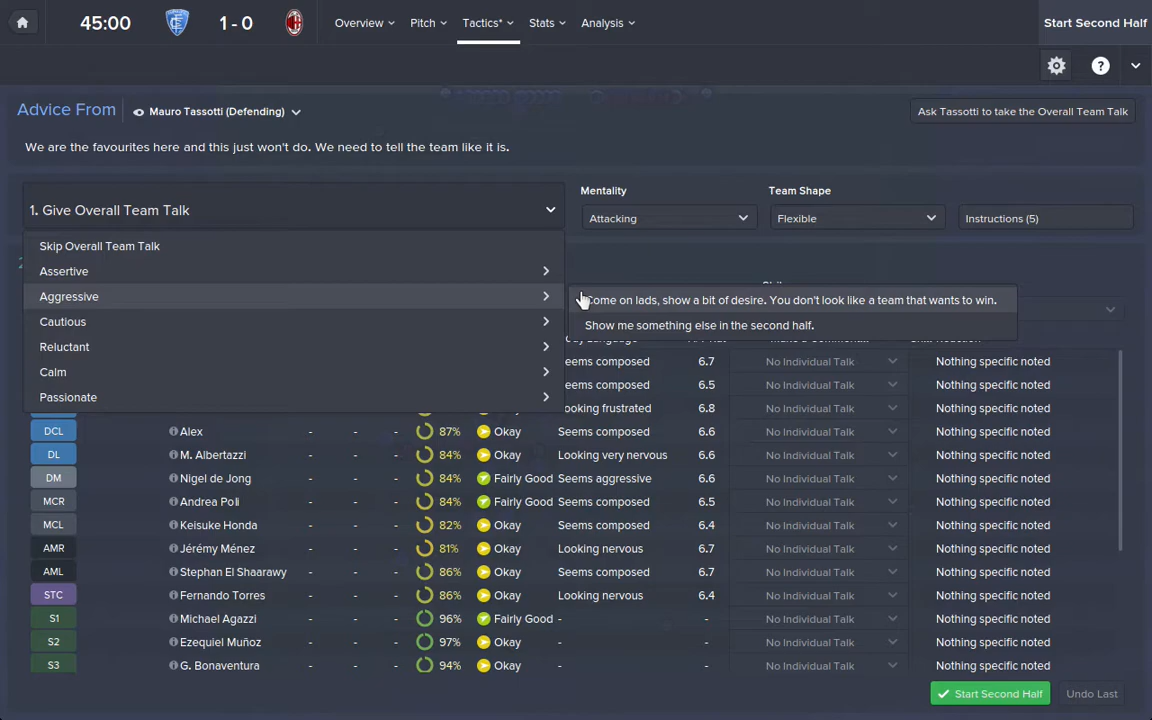 45:00 1 - 0 Overview Pitch Tactics* Stats Analysis Start Second Half
?
Advice From Mauro Tassotti (Defending) Ask Tassotti to take the Overall Team Talk
We are the favourites here and this just won't do. We need to tell the team like it is.
Mentality Team Shape
1. Give Overall Team Talk Attacking Flexible Instructions (5)
Skip Overall Team Talk
Assertive
Aggressive
Come on lads, show a bit of desire. You don't look like a team that wants to win.
Cautious Show me something else in the second half.
Reluctant
Seems composed 6.7 No Individual Talk Nothing specific noted
Calm
Seems composed 6.5 No Individual Talk Nothing specific noted
Passionate
Looking frustrated 6.8 No Individual Talk Nothing specific noted
DCL Alex - - - 87% Okay Seems composed 6.6 No Individual Talk Nothing specific noted
DL M. Albertazzi - - - 84% Okay Looking very nervous 6.6 No Individual Talk Nothing specific noted
DM Nigel de Jong - - - 84% Fairly Good Seems aggressive 6.6 No Individual Talk Nothing specific noted
MCR Andrea Poli - - - 84% Fairly Good Seems composed 6.5 No Individual Talk Nothing specific noted
MCL Keisuke Honda - - - 82% Okay Seems composed 6.4 No Individual Talk Nothing specific noted
AMR Jérémy Ménez - - - 81% Okay Looking nervous 6.7 No Individual Talk Nothing specific noted
AML Stephan El Shaarawy - - - 86% Okay Seems composed 6.7 No Individual Talk Nothing specific noted
STC Fernando Torres - - - 86% Okay Looking nervous 6.4 No Individual Talk Nothing specific noted
S1 Michael Agazzi - - - 96% Fairly Good - - No Individual Talk Nothing specific noted
S2 Ezequiel Muñoz - - - 97% Okay - - No Individual Talk Nothing specific noted
S3 G. Bonaventura - - - 94% Okay - - No Individual Talk Nothing specific noted
Start Second Half Undo Last